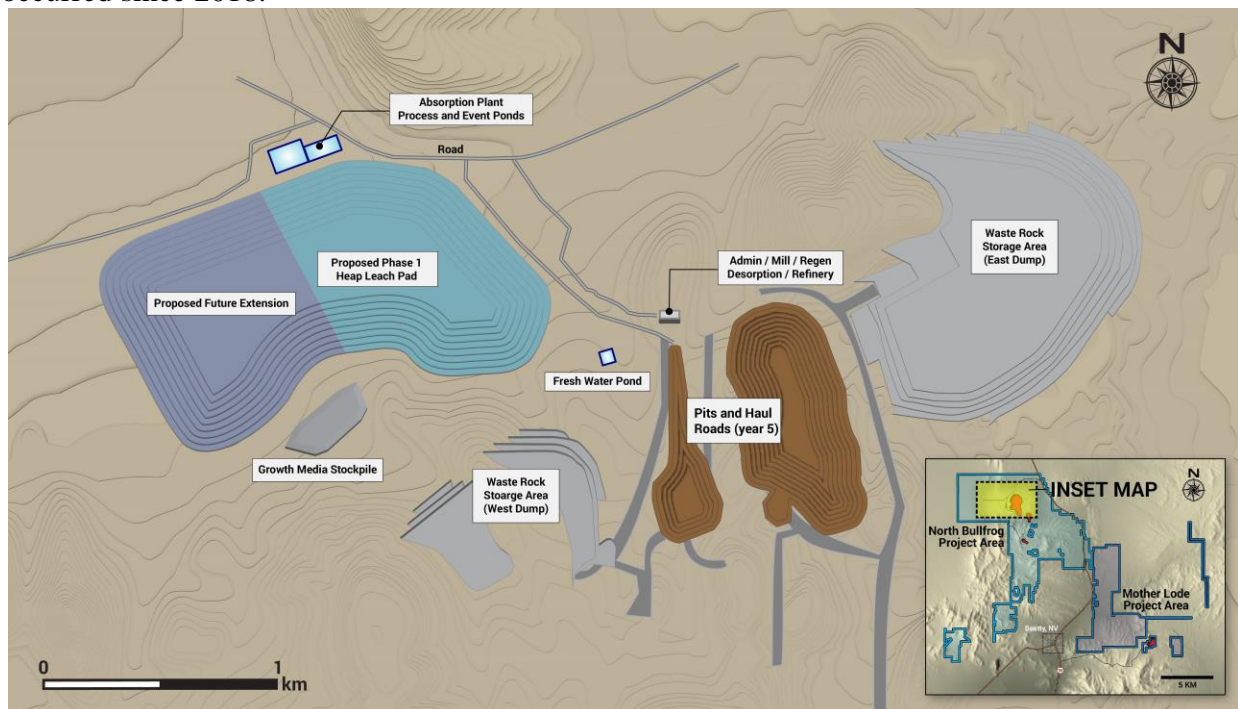 occurred since 2018.
N
Absorption Plant
Process and Event Ponds
Road
Waste Rock
Storage Area
(East Dump)
Proposed Phase 1
Heap Leach Pad
Admin / Mill / Regen
Desorption / Refinery
Proposed Future Extension
Fresh Water Pond
Pits and Haul
Roads (year 5)
Growth Media Stockpile
Waste Rock
Stoarge Area
(West Dump)
N
INSET MAP
North Bullfrog
Project Area
Mother Lode
Project Area
Beatty, NV
5 KM
0 1
km